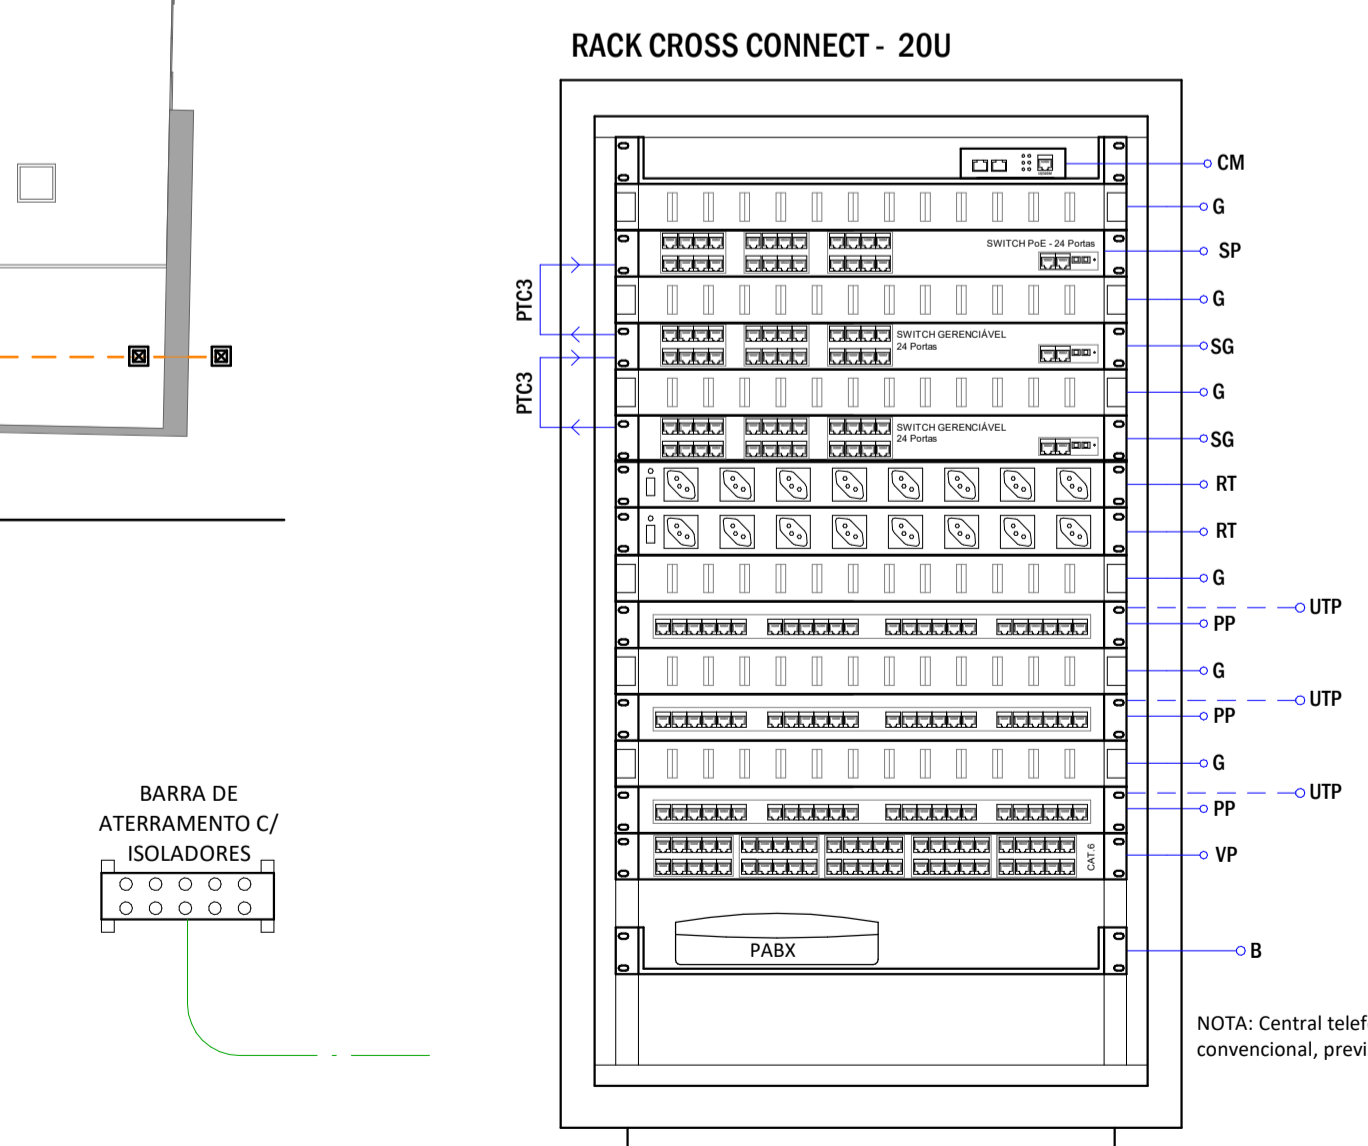 RACK CROSS CONNECT - 20U
CM
G
SWITCH PoE - 24 Portas
SP
PTC3
G
SWITCH GERENCIÁVEL
24 Portas
SG
PTC3
G
SWITCH GERENCIÁVEL
24 Portas
SG
RT
RT
G
UTP
PP
G
UTP
PP
G
UTP
PP
CAT.6
VP
BARRA DE
ATERRAMENTO C/
ISOLADORES
PABX
B
NOTA: Central
convencional,